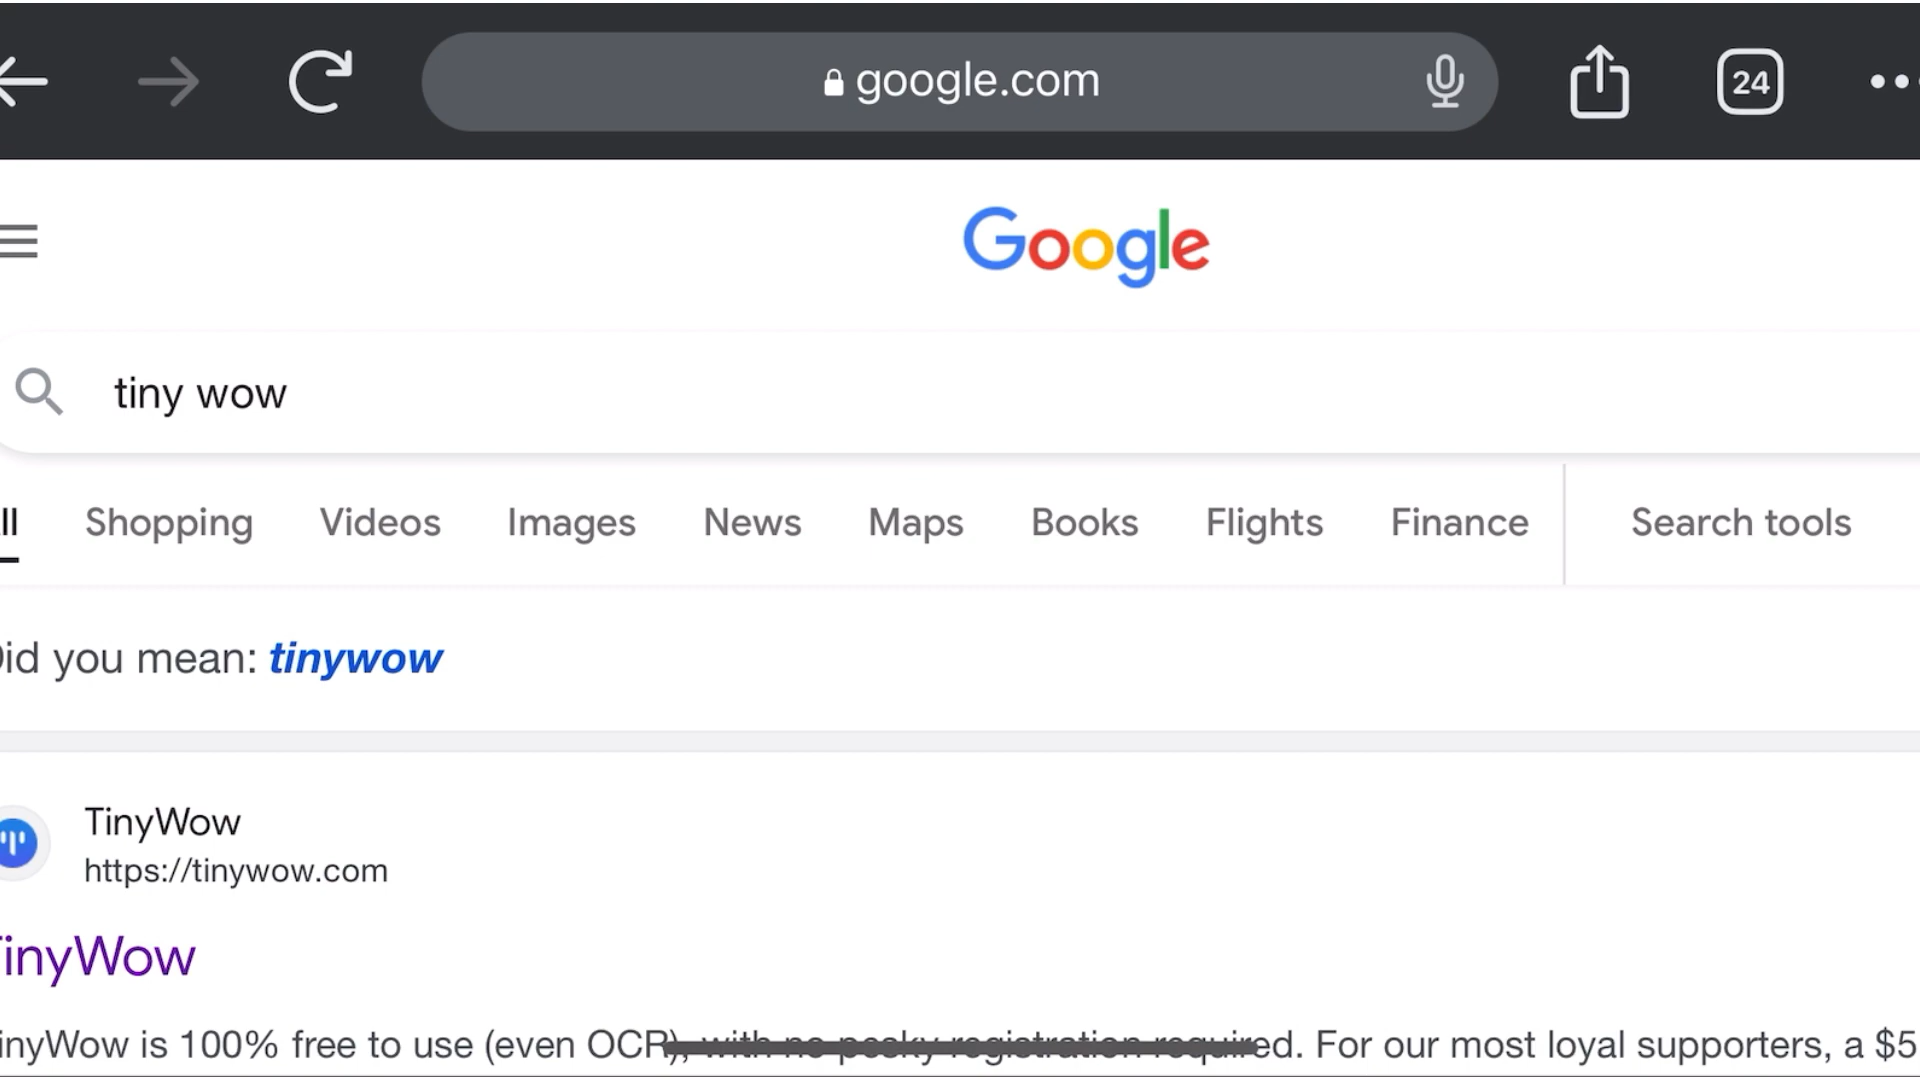 google.com
24
Google
tiny wow
ll Shopping Videos Images News Maps Books Flights Finance Search tools
id you mean: tinywow
TinyWow
https://tinywow.com
inyWow
inyWow is 100% free to use (even OCR), with no pesky registration required. For our most loyal supporters, a $5